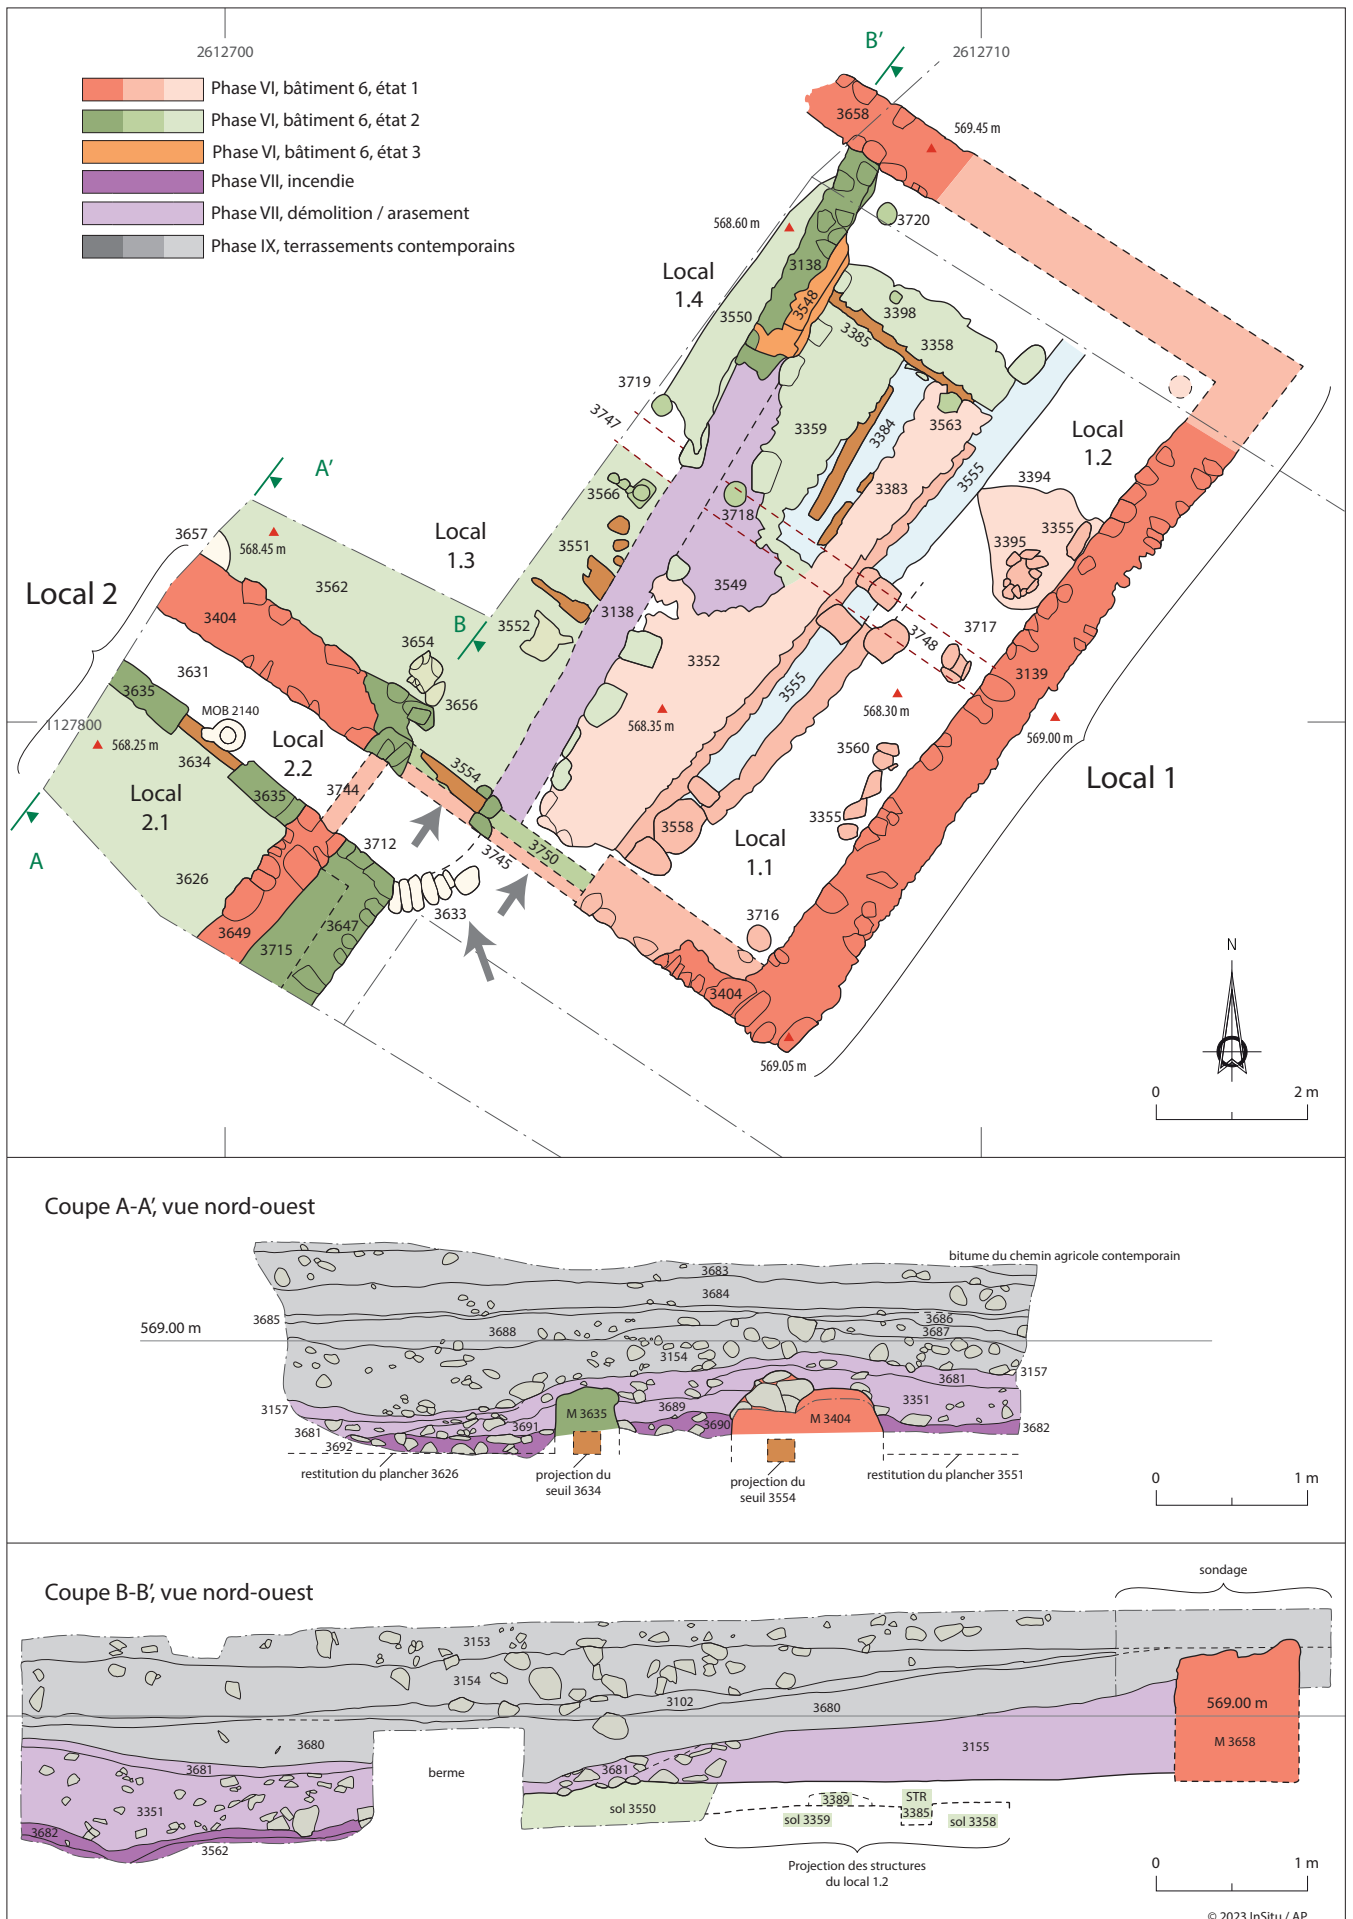 2612700
2612710
B'
Phase VI, bâtiment 6, état 1
Phase VI, bâtiment 6, état 2
Phase VI, bâtiment 6, état 3
Phase VII, incendie
Phase VII, démolition / arasement
Phase IX, terrassements contemporains
3658
569.45 m
568.60 m
3720
3138
Local
1.4
3548
3550
3398
3385
3358
3719
3747
3359
3384
3563
Local
1.2
3555
3394
A'
3566
3383
3718
3355
3657
568.45 m
Local
1.3
3551
3395
Local 2
3562
3549
3404
B
3552
3138
3717
3654
3352
3748
3631
3139
3635
3656
3555
568.30 m
MOB 2140
568.35 m
1127800
568.25 m
Local
2.2
569.00 m
3634
3560
3554
Local 1
3635
3744
Local
2.1
3355
3558
Local
1.1
A
3712
3745
3750
3626
3633
3716
3649
3647
3715
N
3404
569.05 m
0 2 m
Coupe A-A', vue nord-ouest
bitume du chemin agricole contemporain
3683
3684
3685
3686
569.00 m
3688
3687
3154
3157
3681
3157
3689
3351
M 3635
M 3404
3681
3691
3690
3682
3692
restitution du plancher 3626
projection du
seuil 3634
projection du
seuil 3554
restitution du plancher 3551
0 1 m
Coupe B-B', vue nord-ouest
sondage
3153
3154
3102
3680
569.00 m
3680
M 3658
3681
3681
3155
berme
3351
sol 3550
3389
STR
3385
sol 3359
sol 3358
3682
3562
Projection des structures
du local 1.2
0 1 m
© 2023 InSitu / AP